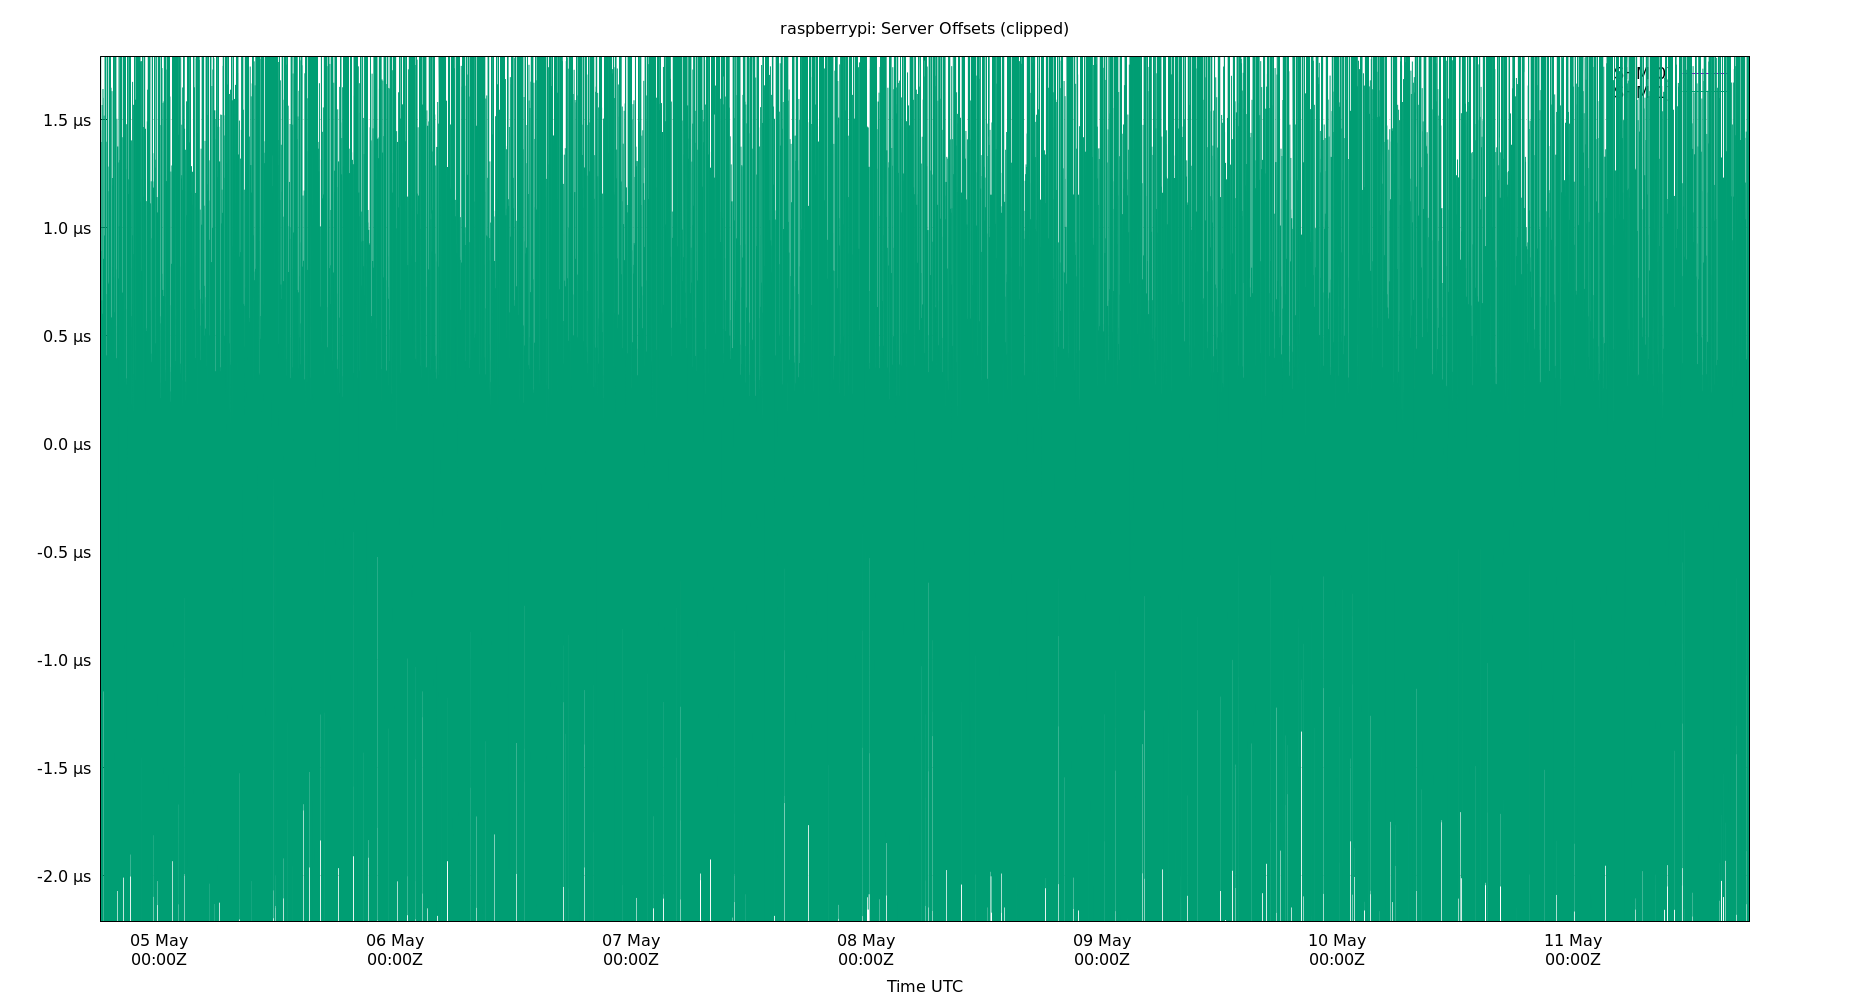 raspberrypi: Server Offsets (clipped)
1.5 µs
1.0 µs
0.5 µs
0.0 µs
-0.5 µs
-1.0 µs
-1.5 µs
-2.0 µs
05 May
00:00Z
06 May
00:00Z
07 May
00:00Z
08 May
00:00Z
09 May
00:00Z
10 May
00:00Z
11 May
00:00Z
Time UTC